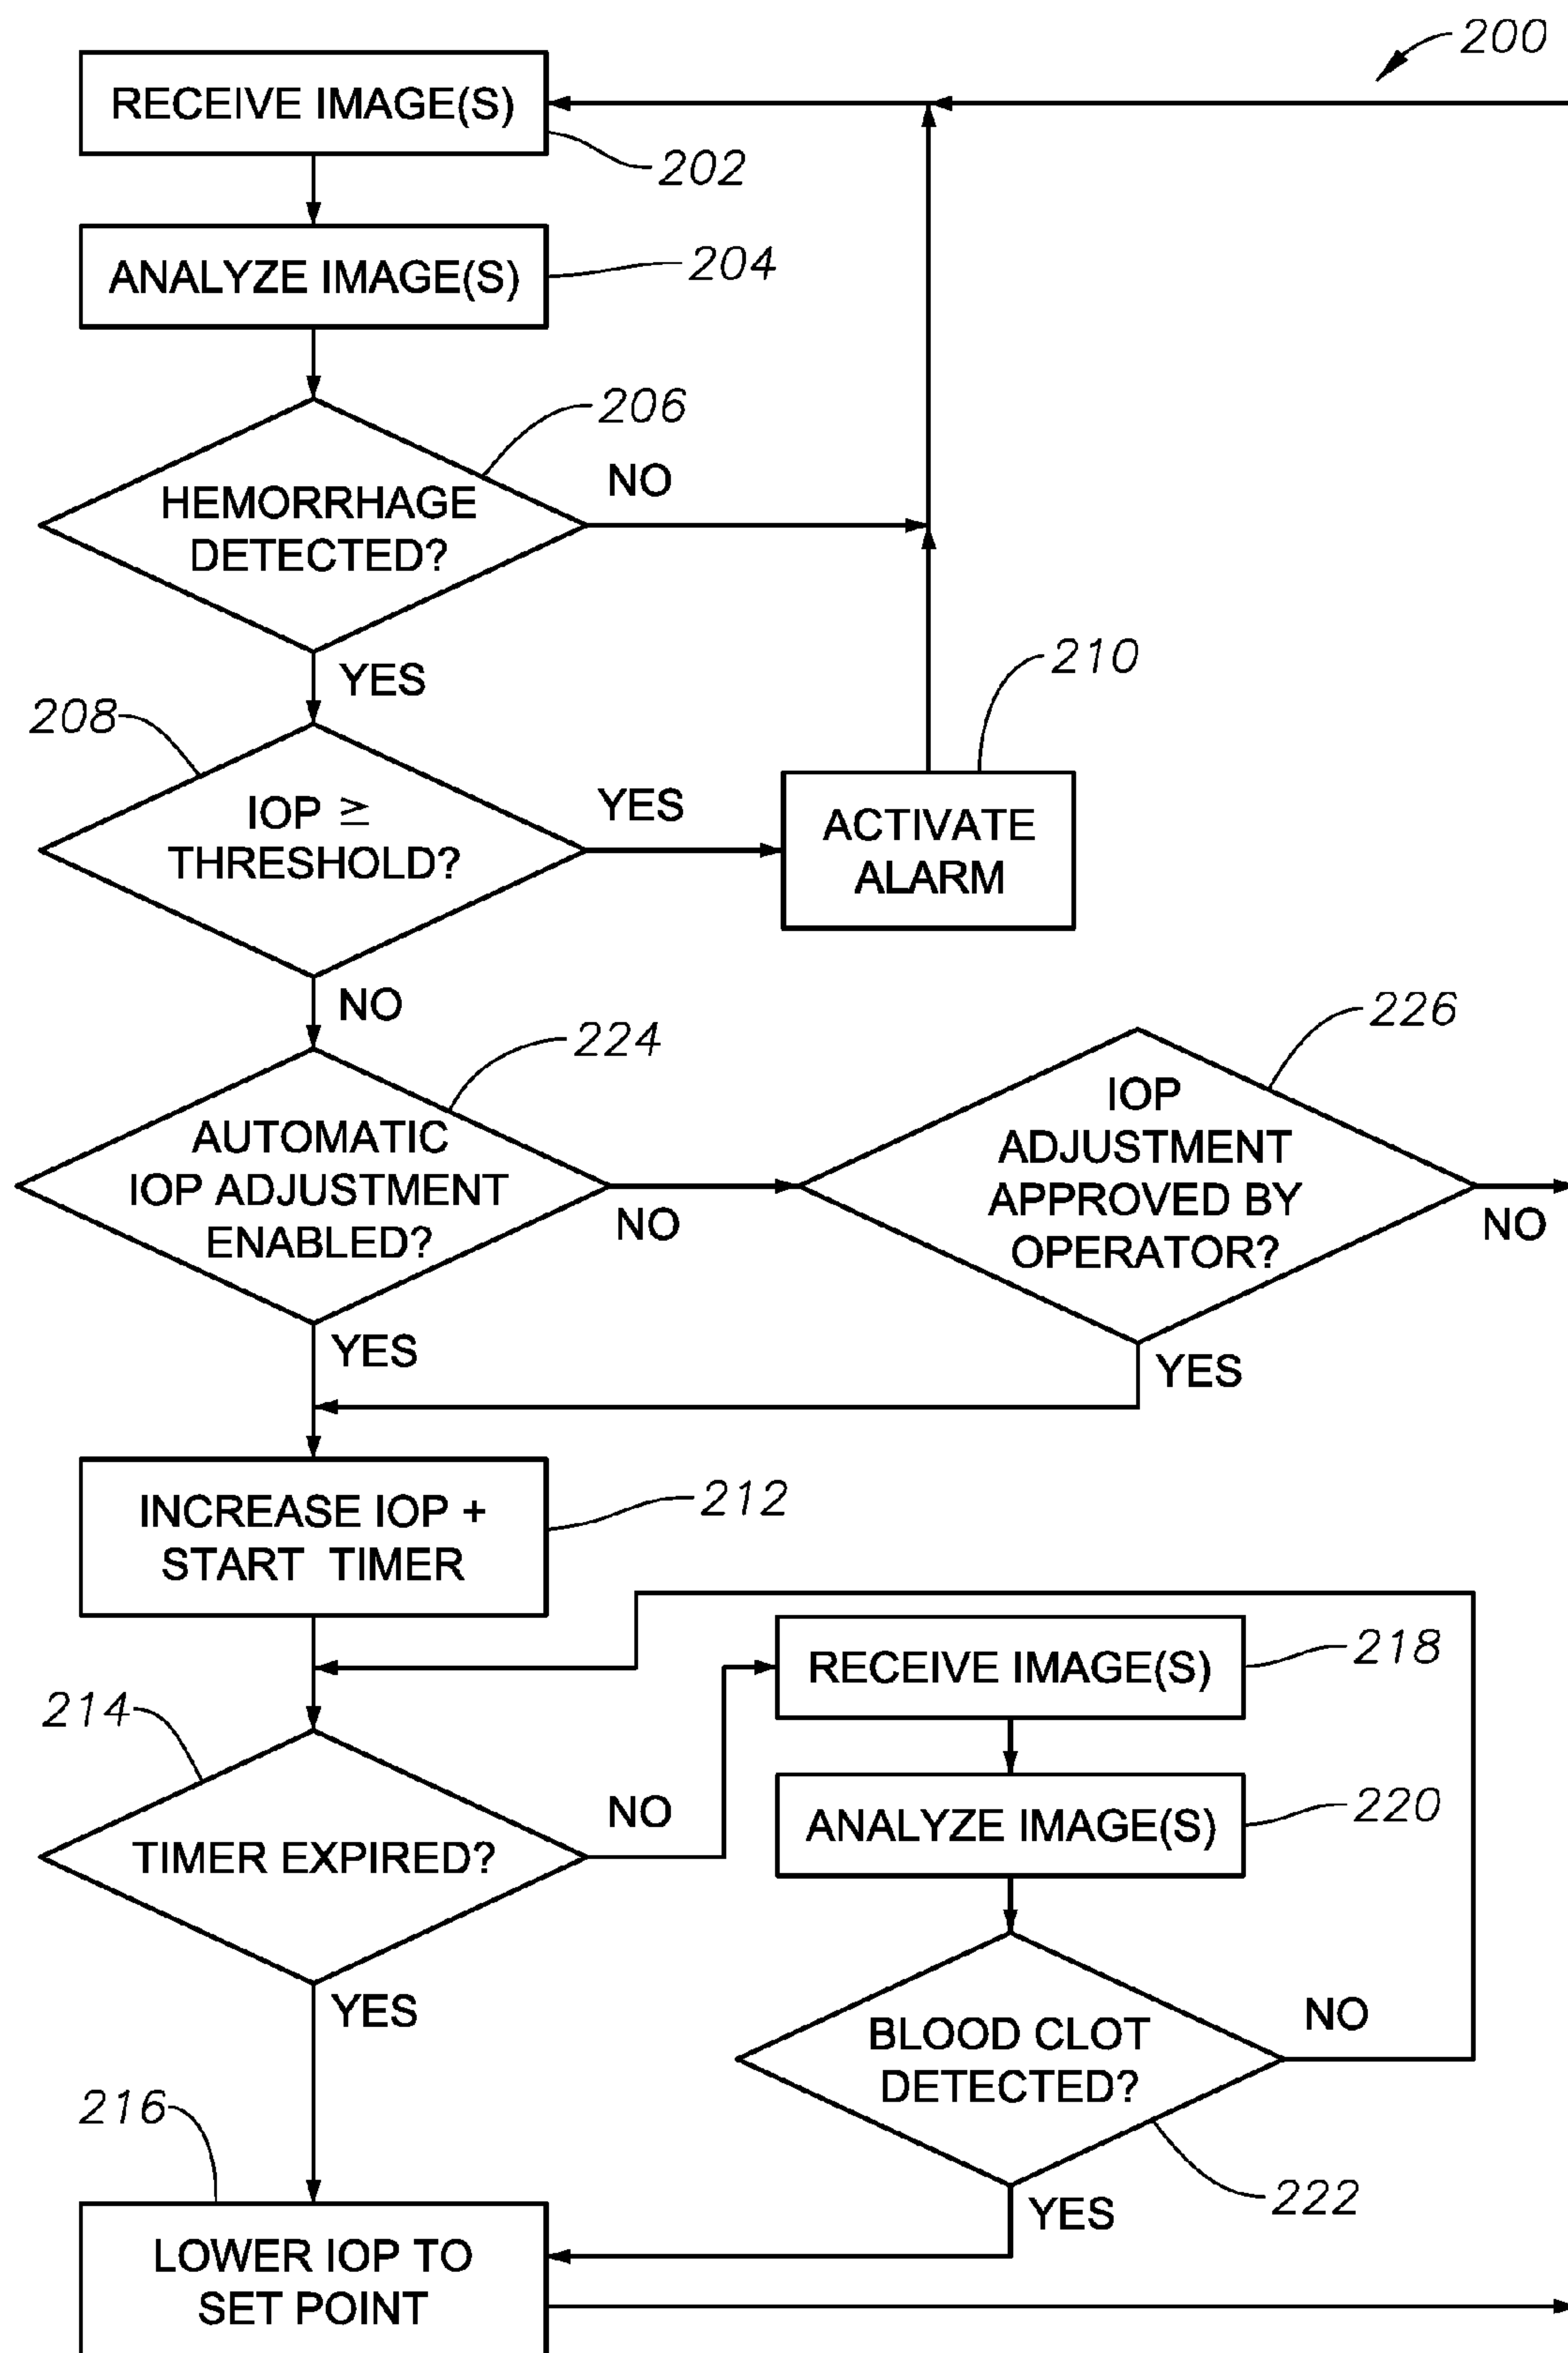 200
RECEIVE IMAGE(S)
202
ANALYZE IMAGE(S)
204
206
HEMORRHAGE
DETECTED?
NO
YES
208
IOP ≥
THRESHOLD?
YES
210
ACTIVATE
ALARM
NO
224
AUTOMATIC
IOP ADJUSTMENT
ENABLED?
NO
226
IOP
ADJUSTMENT
APPROVED BY
OPERATOR?
NO
YES
YES
INCREASE IOP +
START TIMER
212
214
TIMER EXPIRED?
NO
RECEIVE IMAGE(S)
218
ANALYZE IMAGE(S)
220
BLOOD CLOT
DETECTED?
NO
222
YES
YES
216
LOWER IOP TO
SET POINT